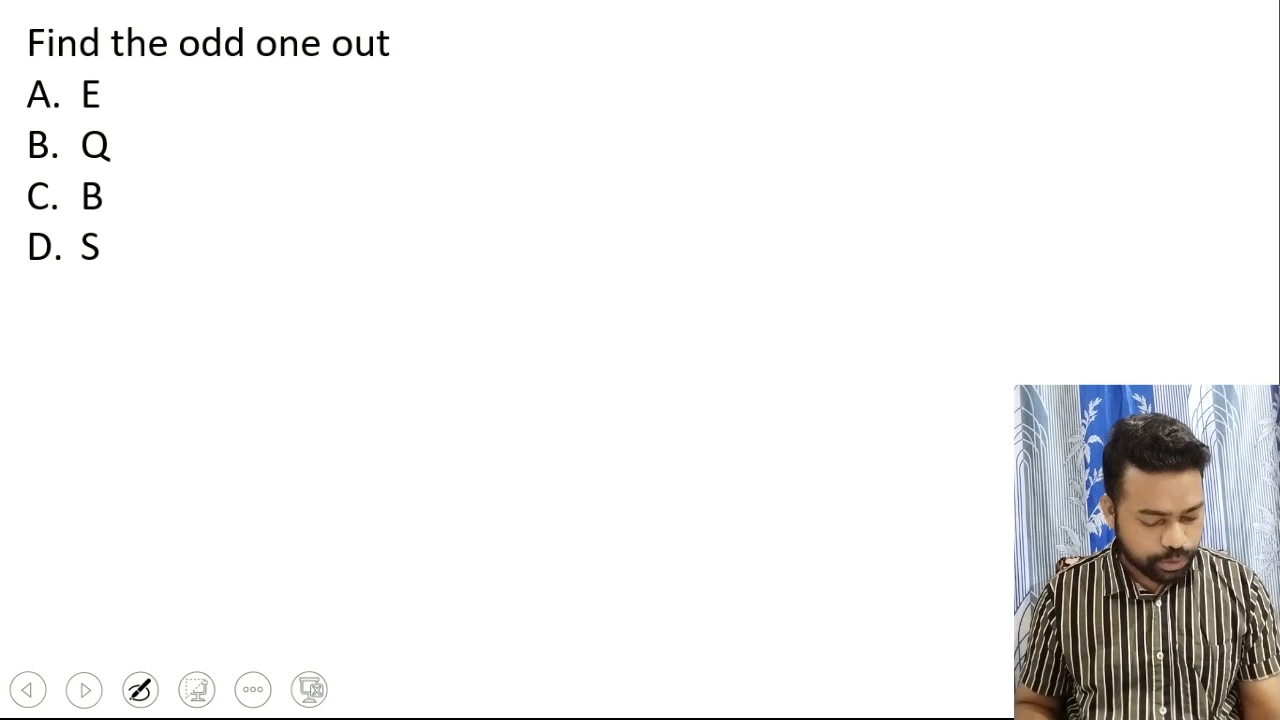 Find the odd one out
A. E
B. Q
C. B
D. S